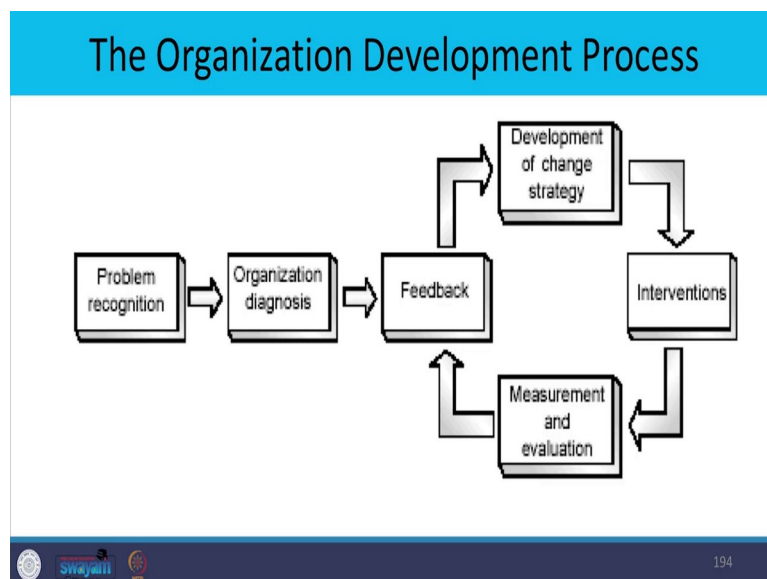 The Organization Development Process
Development
of change
strategy
Problem
recognition
Organization
diagnosis
Feedback
Interventions
Measurement
and
evaluation
swayam
194